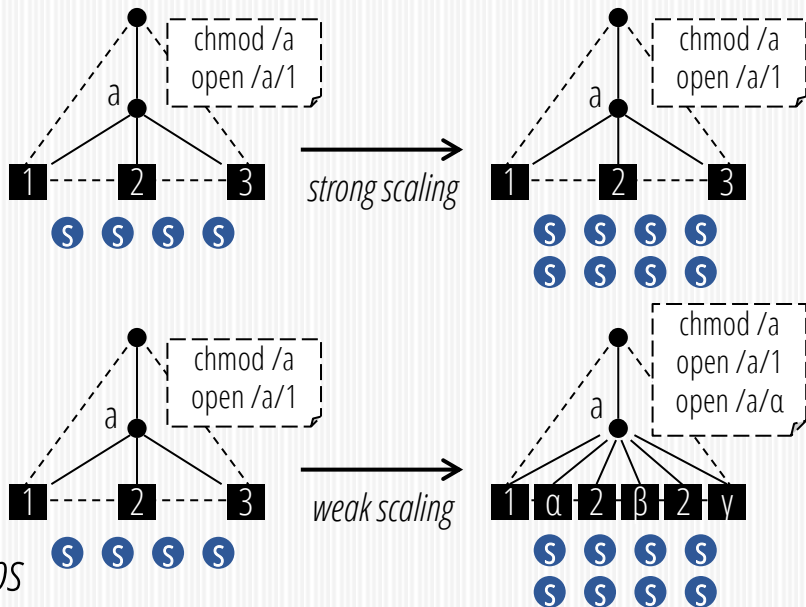 chmod /a
open /a/1
a
1 2 3
s s s s
strong scaling
chmod /a
open /a/1
a
1 2 3
s s s s
s s s s
chmod /a
open /a/1
a
1 2 3
s s s s
weak scaling
chmod /a
open /a/1
open /a/α
a
1 α 2 β 2 γ
s s s s
s s s s